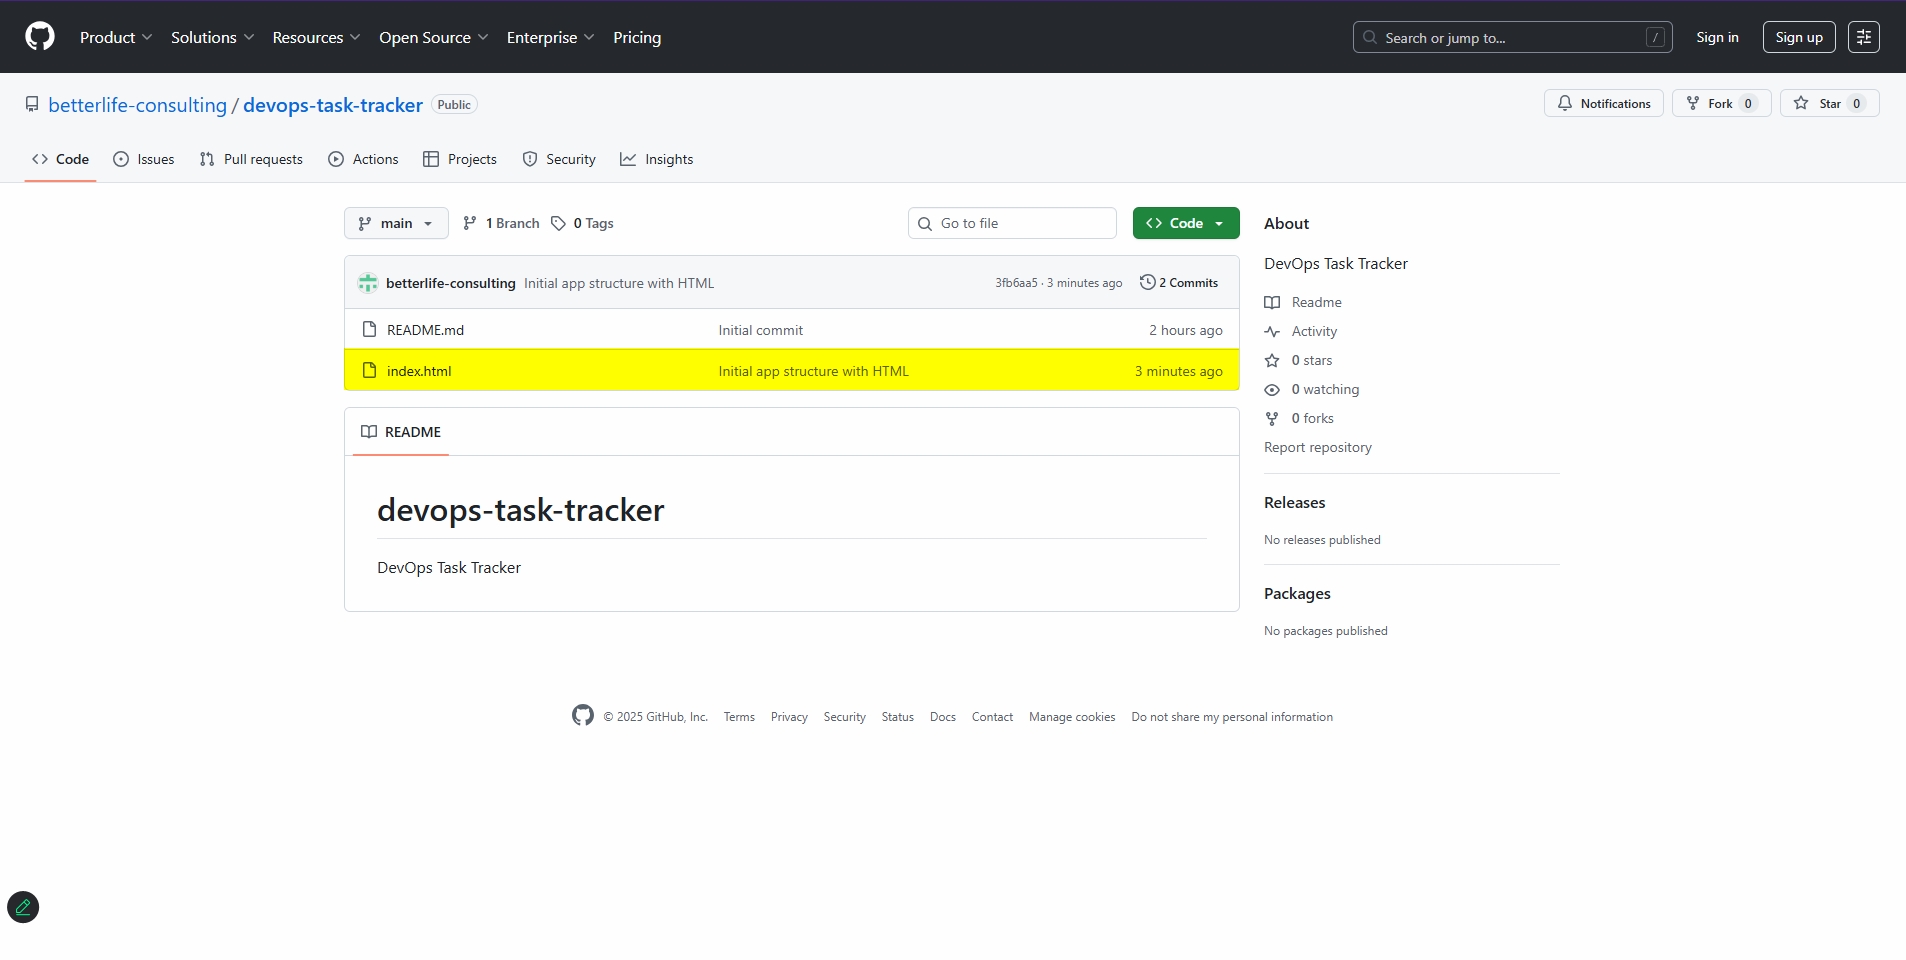 Product Solutions Resources Open Source Enterprise Pricing Search or jump to... / Sign in Sign up
betterlife-consulting / devops-task-tracker Public Notifications Fork 0 Star 0
Code Issues Pull requests Actions Projects Security Insights
main 1 Branch 0 Tags Go to file Code
betterlife-consulting Initial app structure with HTML 3fb6aa5 · 3 minutes ago 2 Commits
README.md Initial commit 2 hours ago
index.html Initial app structure with HTML 3 minutes ago
README
devops-task-tracker
DevOps Task Tracker
About
DevOps Task Tracker
Readme
Activity
0 stars
0 watching
0 forks
Report repository
Releases
No releases published
Packages
No packages published
© 2025 GitHub, Inc. Terms Privacy Security Status Docs Contact Manage cookies Do not share my personal information